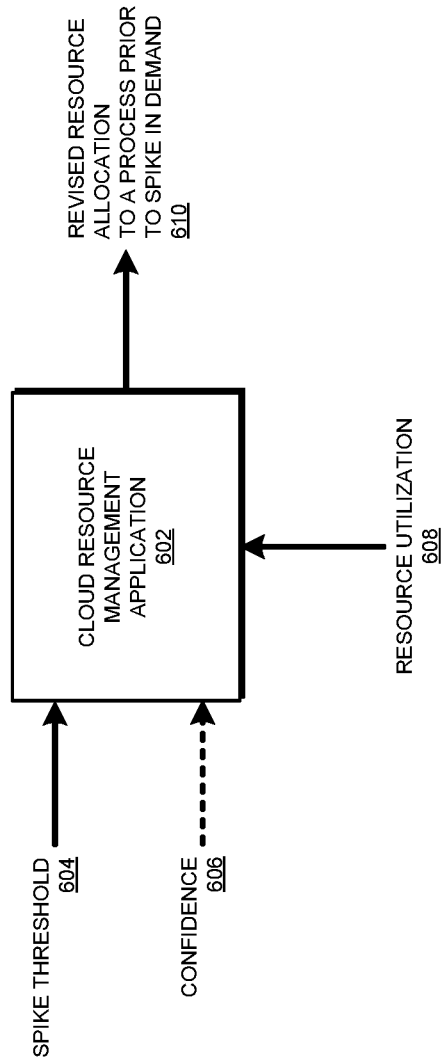 SPIKE THRESHOLD
604
CONFIDENCE
606
CLOUD RESOURCE
MANAGEMENT
APPLICATION
602
RESOURCE UTILIZATION
608
REVISED RESOURCE
ALLOCATION
TO A PROCESS PRIOR
TO SPIKE IN DEMAND
610